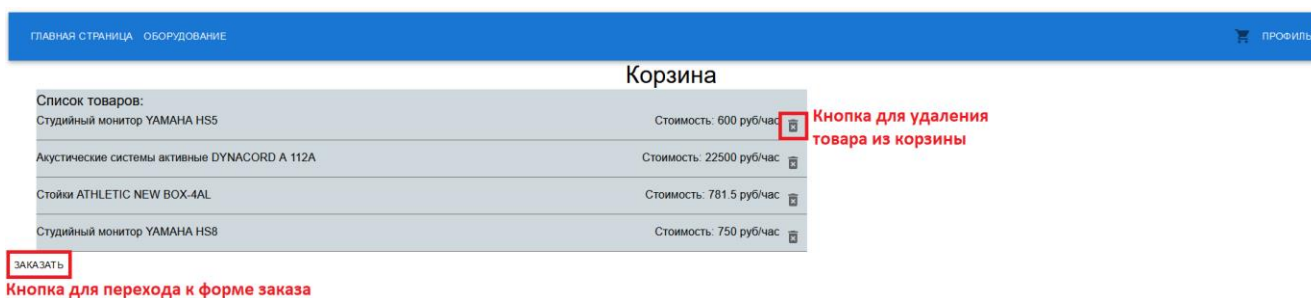 ГЛАВНАЯ СТРАНИЦА ОБОРУДОВАНИЕ ПРОФИЛЬ
Корзина
Список товаров:
Студийный монитор YAMAHA HS5 Стоимость: 600 руб/час
Кнопка для удаления
товара из корзины
Акустические системы активные DYNACORD A 112A Стоимость: 22500 руб/час
Стойки ATHLETIC NEW BOX-4AL Стоимость: 781.5 руб/час
Студийный монитор YAMAHA HS8 Стоимость: 750 руб/час
ЗАКАЗАТЬ
Кнопка для перехода к форме заказа